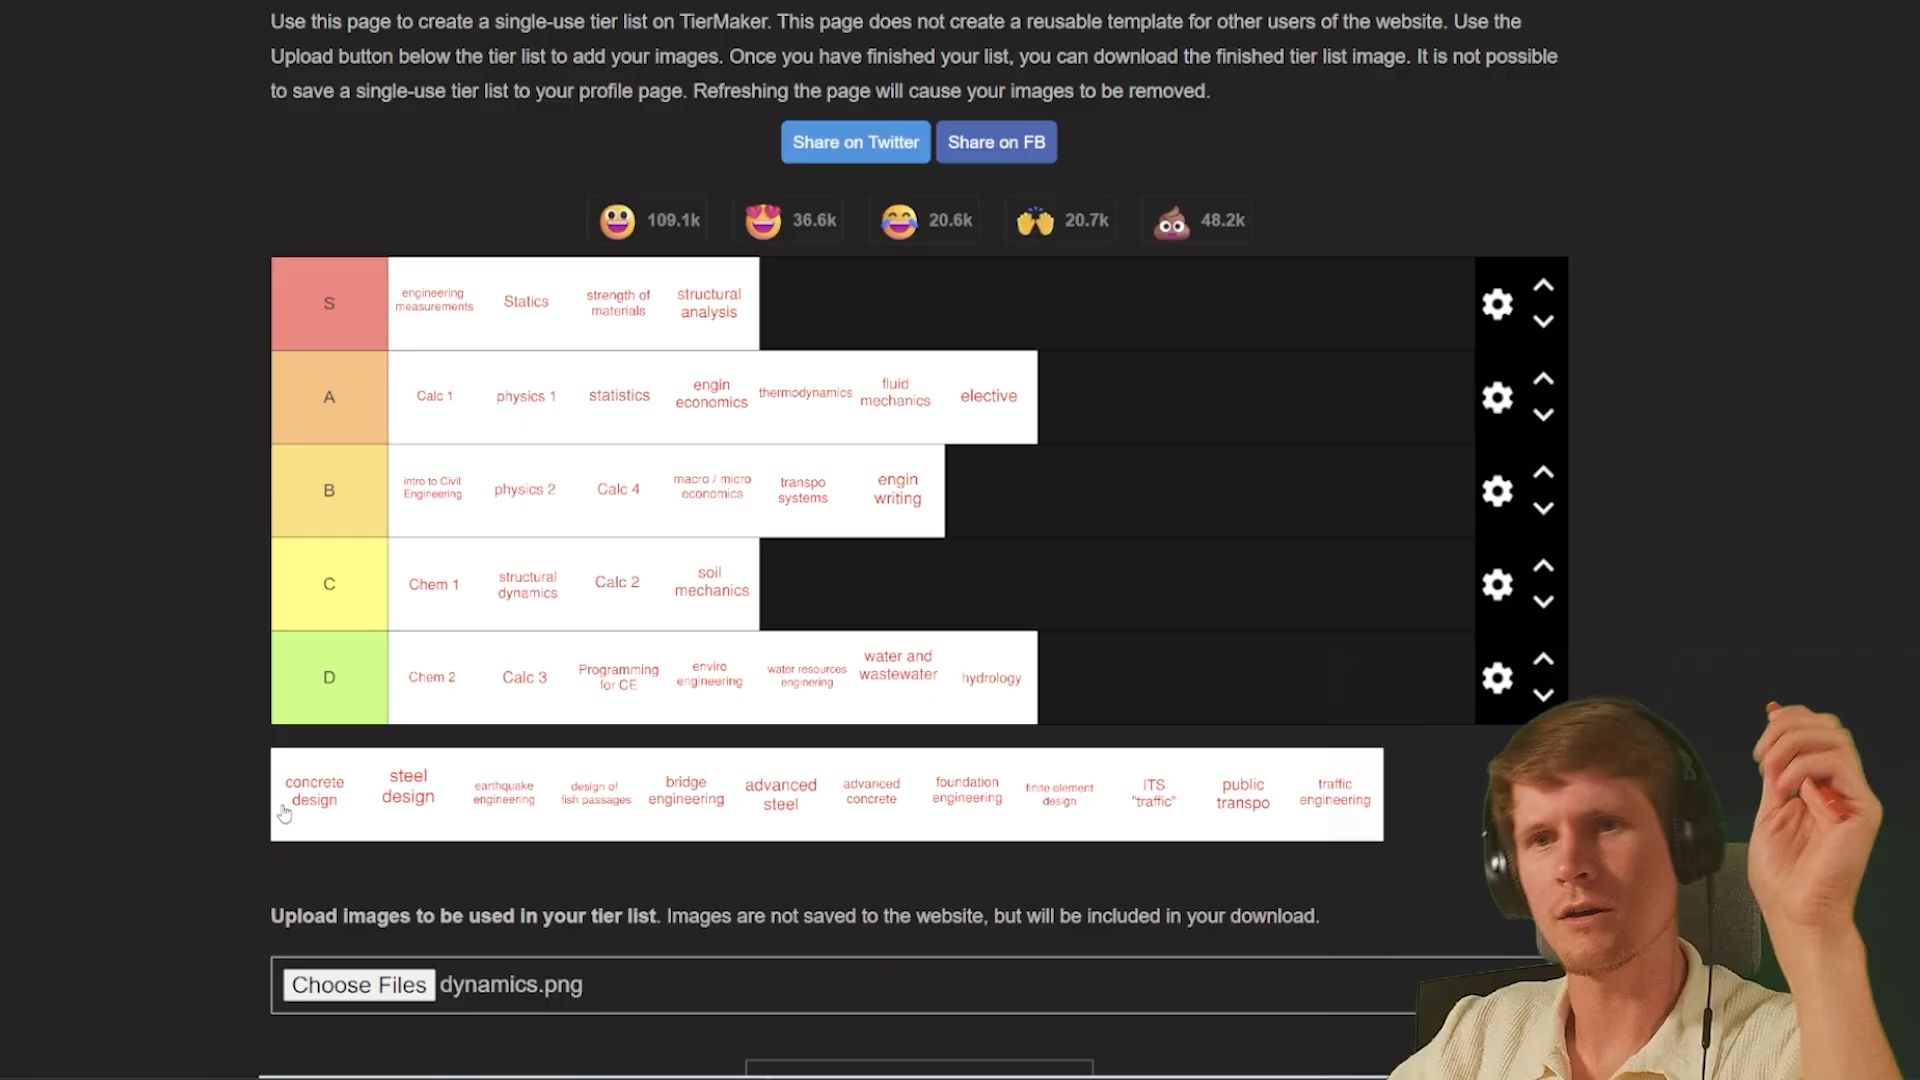 Use this page to create a single-use tier list on TierMaker. This page does not create a reusable template for other users of the website. Use the
Upload button below the tier list to add your images. Once you have finished your list, you can download the finished tier list image. It is not possible
to save a single-use tier list to your profile page. Refreshing the page will cause your images to be removed.
Share on Twitter
Share on FB
109.1k
36.6k
20.6k
20.7k
48.2k
S
engineering
measurements
Statics
strength of
materials
structural
analysis
A
Calc 1
physics 1
statistics
engin
economics
thermodynamics
fluid
mechanics
elective
B
intro to Civil
Engineering
physics 2
Calc 4
macro / micro
economics
transpo
systems
engin
writing
C
Chem 1
structural
dynamics
Calc 2
soil
mechanics
D
Chem 2
Calc 3
Programming
for CE
enviro
engineering
water resources
enginering
water and
wastewater
hydrology
concrete
design
steel
design
earthquake
engineering
design of
fish passages
bridge
engineering
advanced
steel
advanced
concrete
foundation
engineering
finite element
design
ITS
"traffic"
public
transpo
traffic
engineering
Upload images to be used in your tier list. Images are not saved to the website, but will be included in your download.
Choose Files dynamics.png